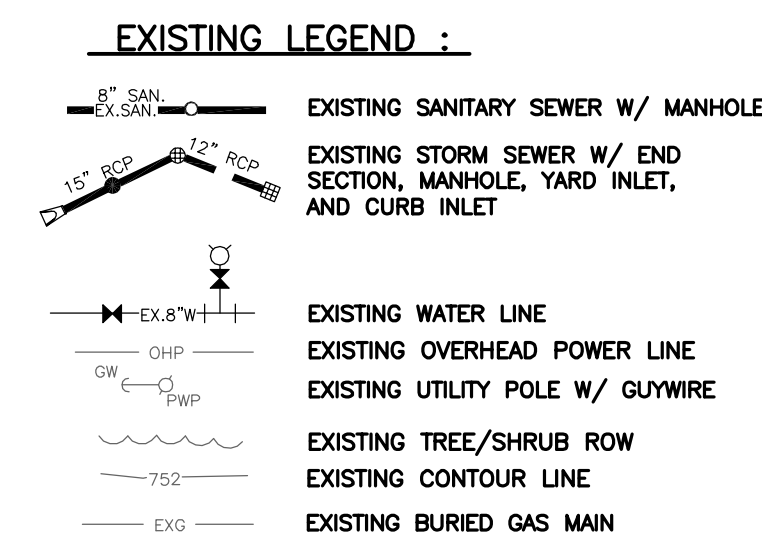 EXISTING LEGEND :
8" SAN.
EX.SAN.
EXISTING SANITARY SEWER W/ MANHOLE
15" RCP
12" RCP
EXISTING STORM SEWER W/ END
SECTION, MANHOLE, YARD INLET,
AND CURB INLET
EX.8"W
EXISTING WATER LINE
OHP
EXISTING OVERHEAD POWER LINE
GW
PWP
EXISTING UTILITY POLE W/ GUYWIRE
EXISTING TREE/SHRUB ROW
752
EXISTING CONTOUR LINE
EXG
EXISTING BURIED GAS MAIN